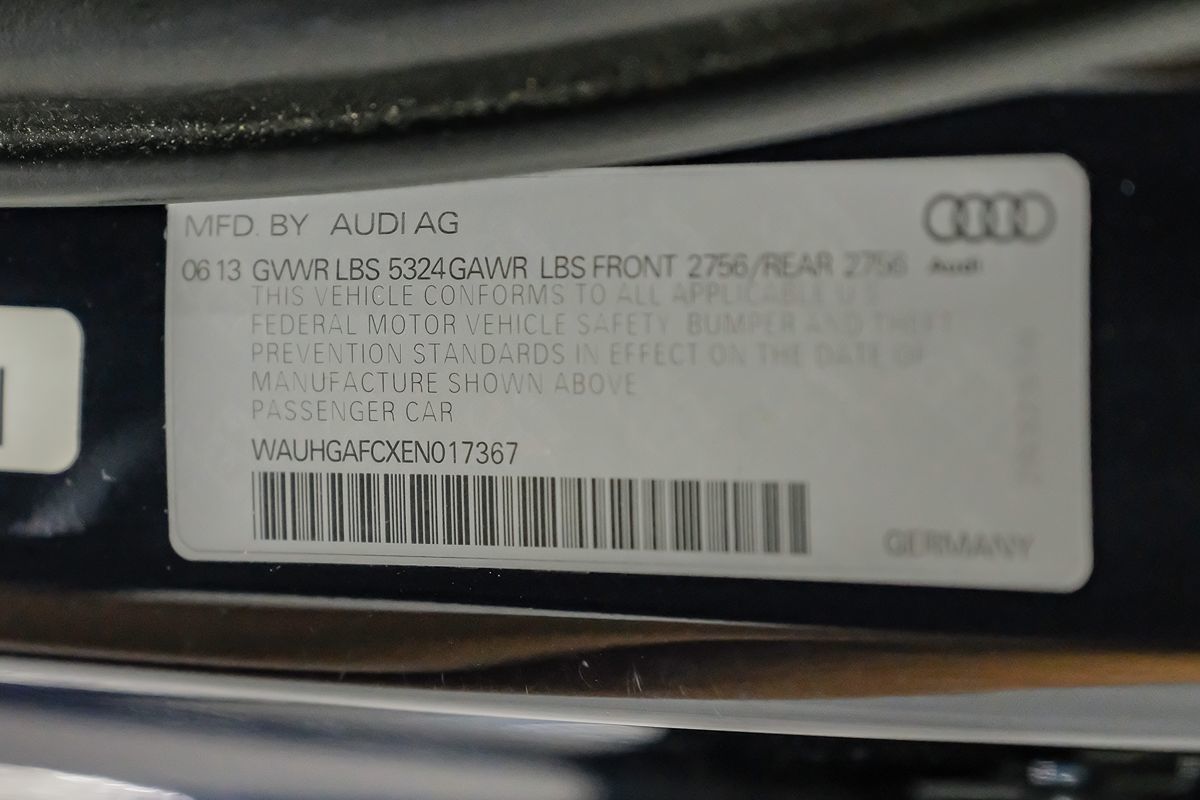 MFD. BY AUDI AG
06 13 GVWR LBS 5324 GAWR LBS FRONT 2756/REAR 2756
Audi
THIS VEHICLE CONFORMS TO ALL APPLICABLE U S
FEDERAL MOTOR VEHICLE SAFETY BUMPER AND THEFT
PREVENTION STANDARDS IN EFFECT ON THE DATE OF
MANUFACTURE SHOWN ABOVE
PASSENGER CAR
WAUHGAFCXEN017367
GERMANY